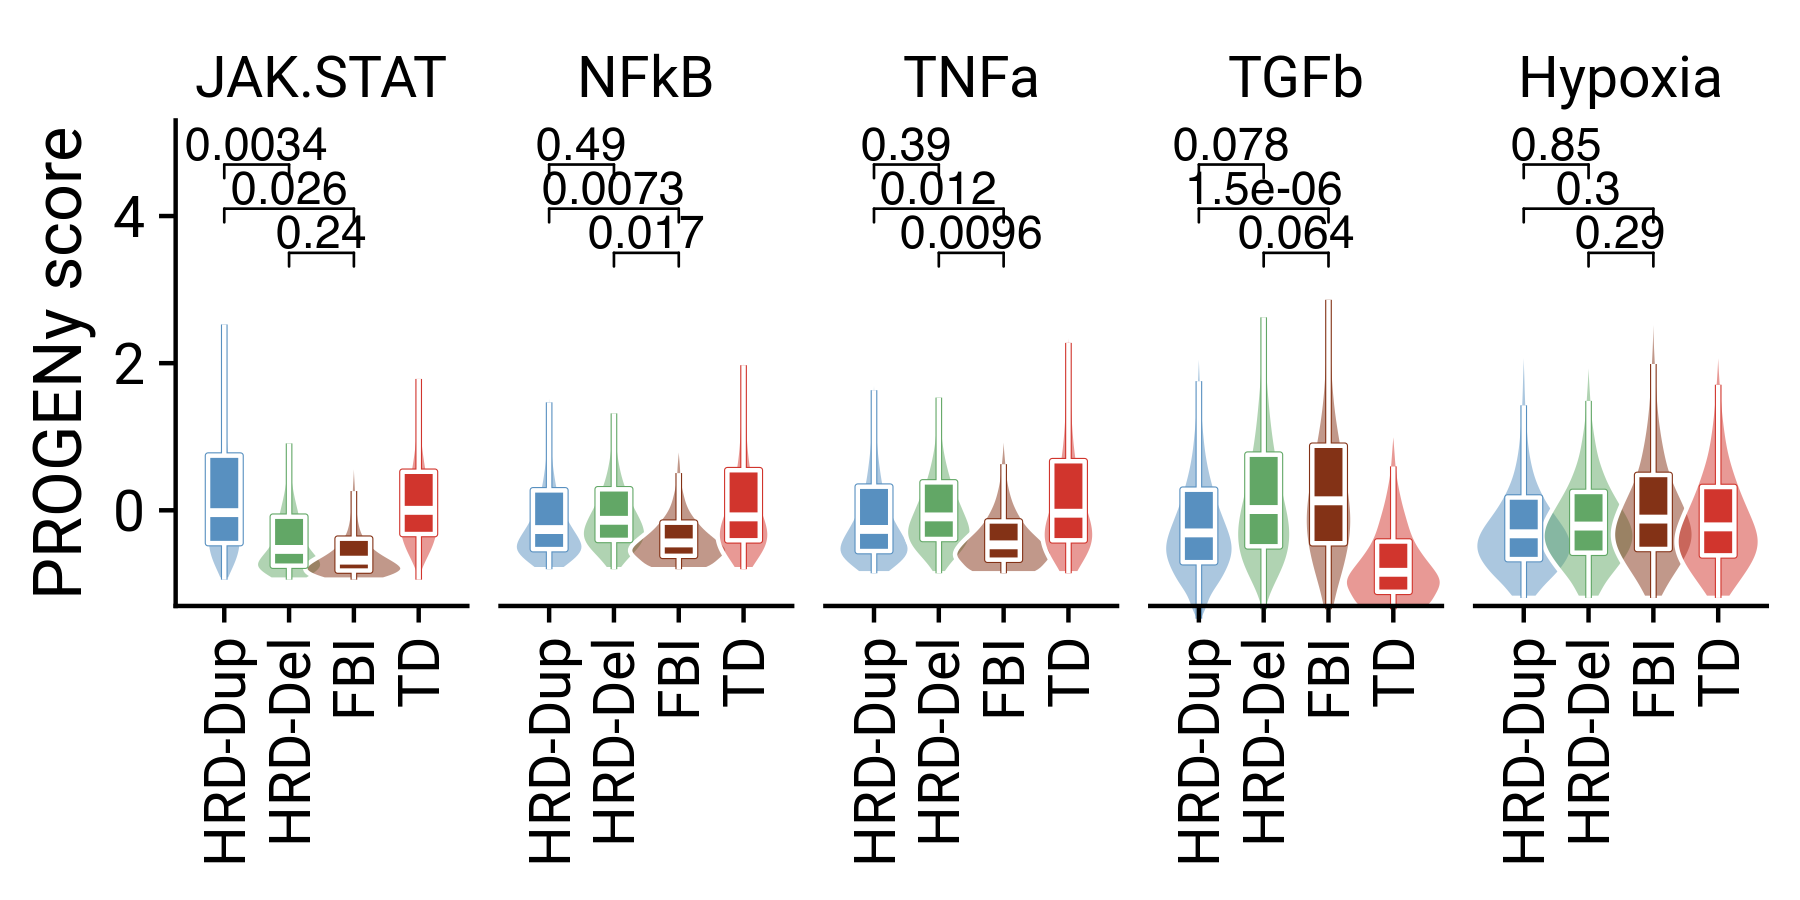 JAK.STAT NFkB TNFa TGFb Hypoxia
0.0034 0.49 0.39 0.078 0.85
0.026 0.0073 0.012 1.5e-06 0.3
0.24 0.017 0.0096 0.064 0.29
PROGENy score
4
2
0
HRD-Dup HRD-Del FBI TD HRD-Dup HRD-Del FBI TD HRD-Dup HRD-Del FBI TD HRD-Dup HRD-Del FBI TD HRD-Dup HRD-Del FBI TD